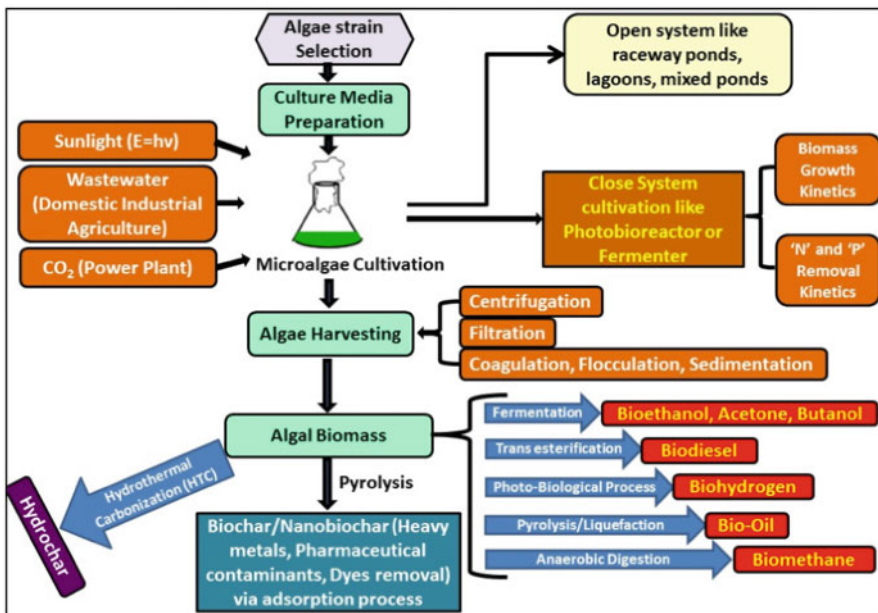 Algae strain
Selection
Open system like
raceway ponds,
lagoons, mixed ponds
Culture Media
Preparation
Sunlight (E=hν)
Wastewater
(Domestic Industrial
Agriculture)
CO₂ (Power Plant)
Microalgae Cultivation
Close System
cultivation like
Photobioreactor or
Fermenter
Biomass
Growth
Kinetics
‘N’ and ‘P’
Removal
Kinetics
Algae Harvesting
Centrifugation
Filtration
Coagulation, Flocculation, Sedimentation
Algal Biomass
Fermentation
Bioethanol, Acetone, Butanol
Trans esterification
Biodiesel
Photo-Biological Process
Biohydrogen
Pyrolysis/Liquefaction
Bio-Oil
Anaerobic Digestion
Biomethane
Hydrothermal
Carbonization (HTC)
Hydrochar
Pyrolysis
Biochar/Nanobiochar (Heavy
metals, Pharmaceutical
contaminants, Dyes removal)
via adsorption process